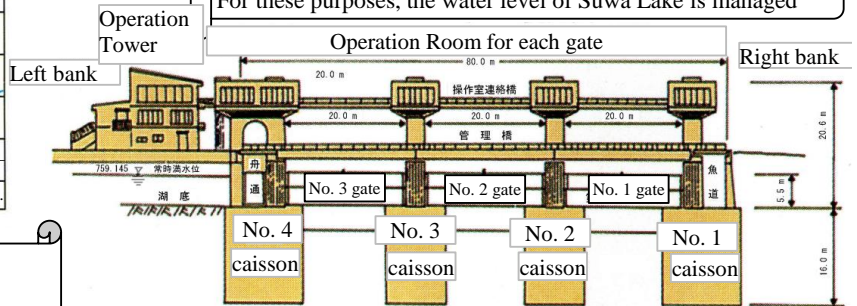 For these purposes, the water level of Suwa Lake is managed
Operation
Tower
Operation Room for each gate
Left bank
Right bank
80.0 m
20.0 m
操作室連絡橋
20.0 m
20.0 m
20.0 m
管理橋
20.6 m
759.145 ▽ 常時満水位
舟通
魚道
湖底
No. 3 gate
No. 2 gate
No. 1 gate
5.5 m
No. 4
caisson
No. 3
caisson
No. 2
caisson
No. 1
caisson
16.0 m